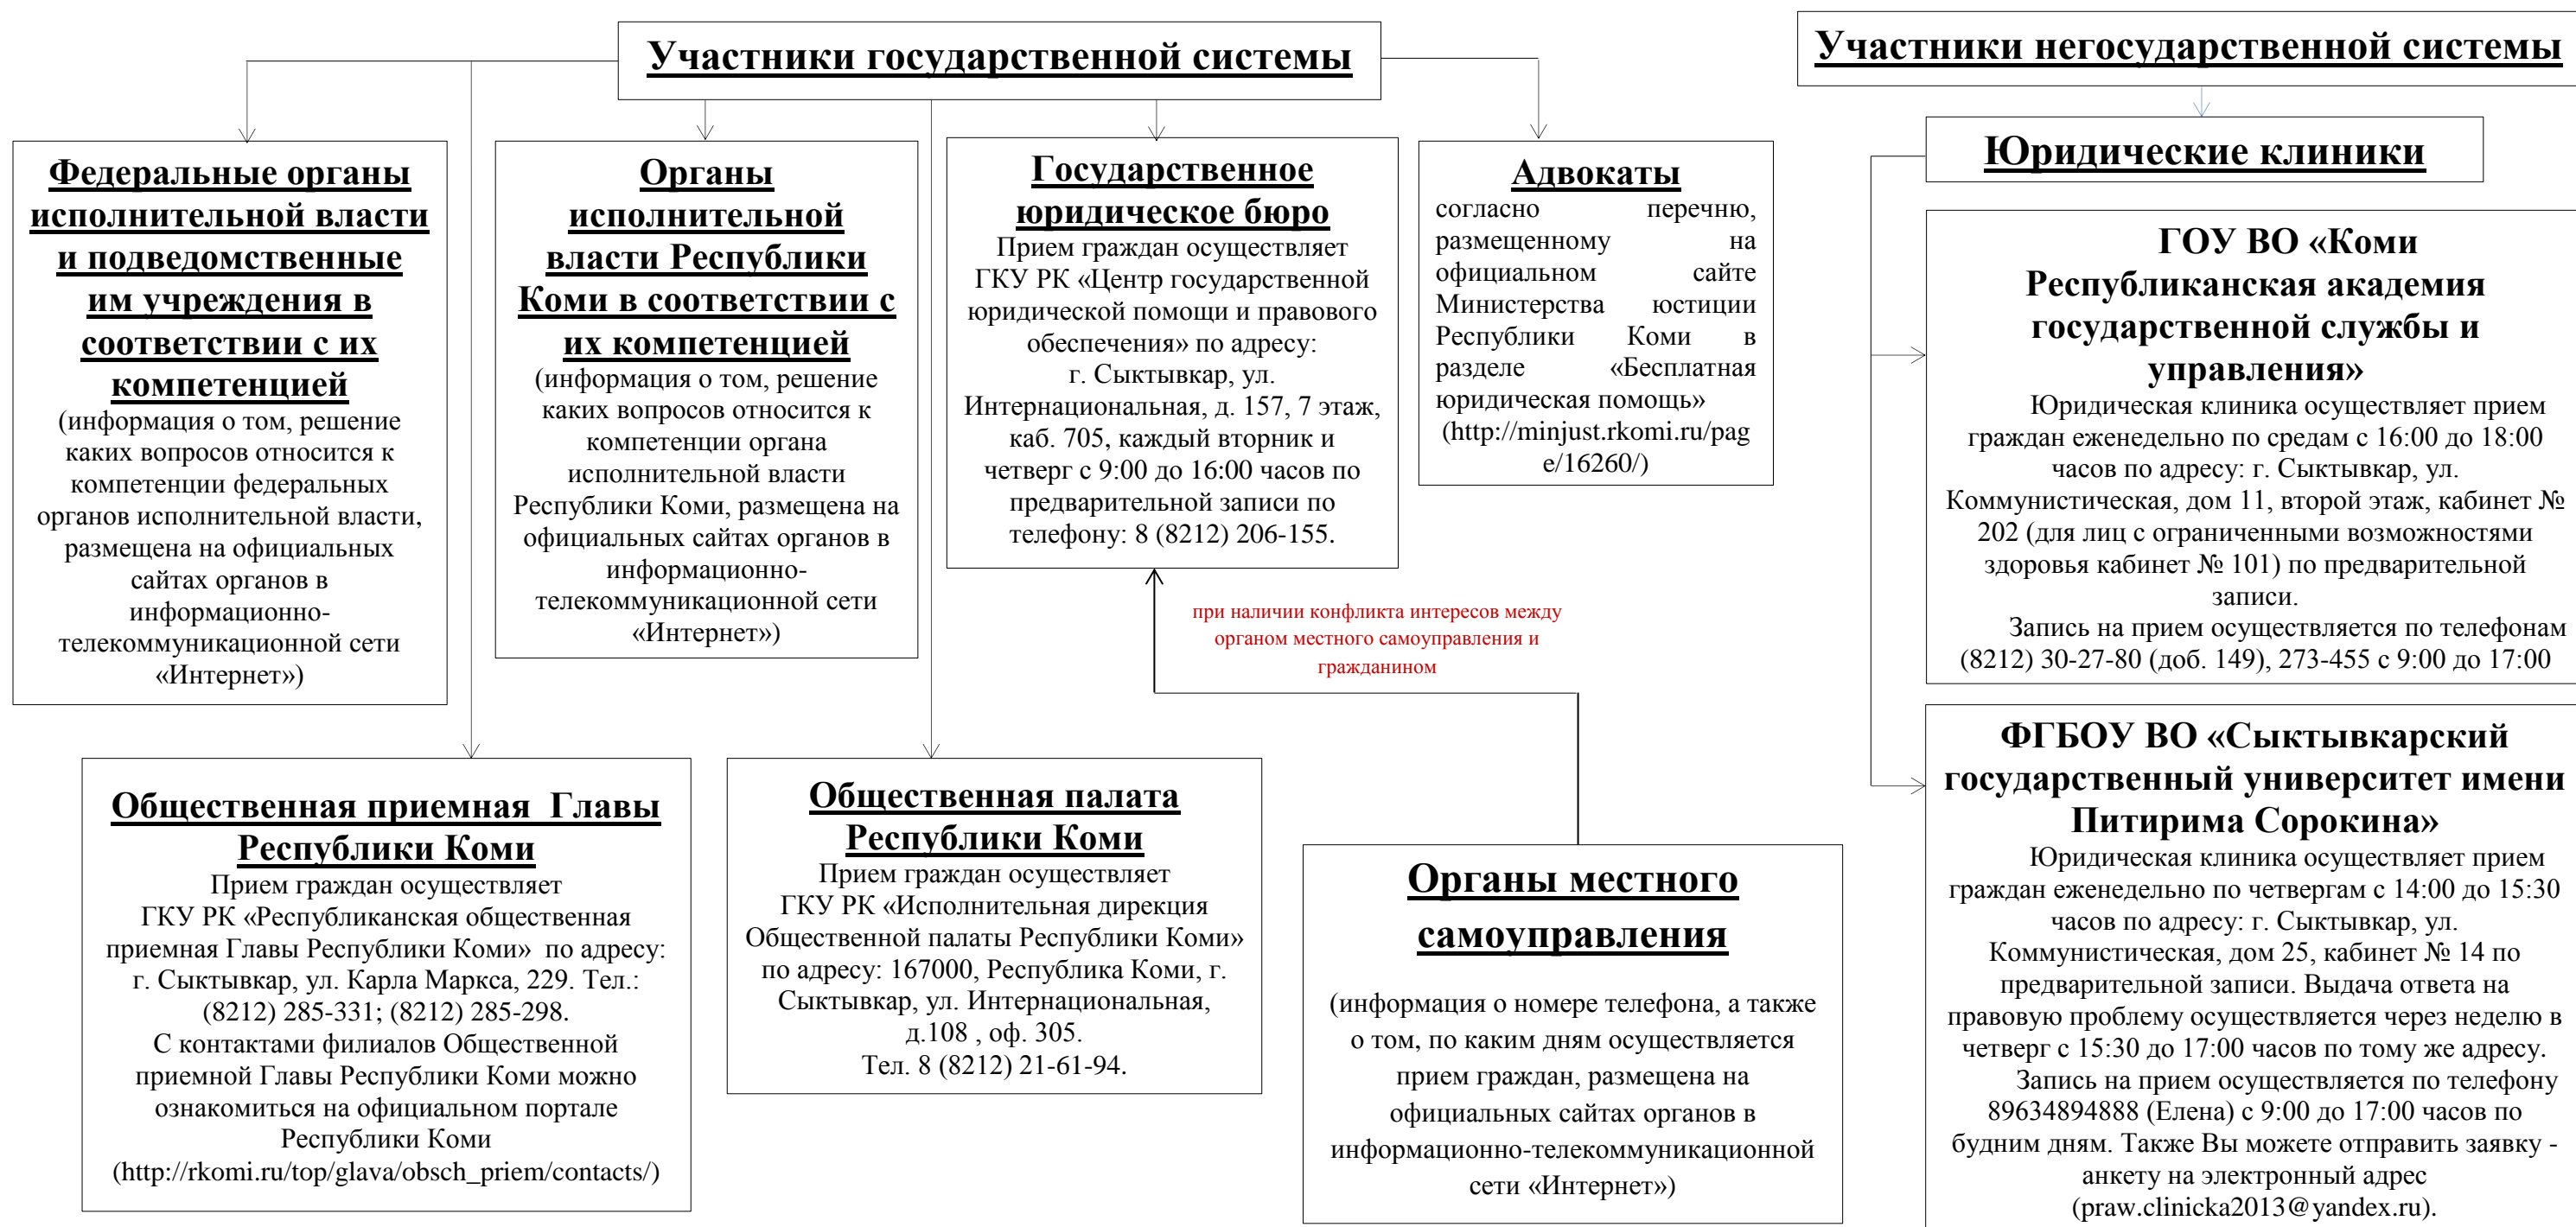 Участники государственной системы
Федеральные органы
исполнительной власти
и подведомственные
им учреждения в
соответствии с их
компетенцией
(информация о том, решение
каких вопросов относится к
компетенции федеральных
органов исполнительной власти,
размещена на официальных
сайтах органов в
информационно-
телекоммуникационной сети
«Интернет»)
Органы
исполнительной
власти Республики
Коми в соответствии с
их компетенцией
(информация о том, решение
каких вопросов относится к
компетенции органа
исполнительной власти
Республики Коми, размещена на
официальных сайтах органов в
информационно-
телекоммуникационной сети
«Интернет»)
Государственное
юридическое бюро
Прием граждан осуществляет
ГКУ РК «Центр государственной
юридической помощи и правового
обеспечения» по адресу:
г. Сыктывкар, ул.
Интернациональная, д. 157, 7 этаж,
каб. 705, каждый вторник и
четверг с 9:00 до 16:00 часов по
предварительной записи по
телефону: 8 (8212) 206-155.
Адвокаты
согласно перечню,
размещенному на
официальном сайте
Министерства юстиции
Республики Коми в
разделе «Бесплатная
юридическая помощь»
(http://minjust.rkomi.ru/pag
e/16260/)
при наличии конфликта интересов между
органом местного самоуправления и
гражданином
Общественная приемная Главы
Республики Коми
Прием граждан осуществляет
ГКУ РК «Республиканская общественная
приемная Главы Республики Коми» по адресу:
г. Сыктывкар, ул. Карла Маркса, 229. Тел.:
(8212) 285-331; (8212) 285-298.
С контактами филиалов Общественной
приемной Главы Республики Коми можно
ознакомиться на официальном портале
Республики Коми
(http://rkomi.ru/top/glava/obsch_priem/contacts/)
Общественная палата
Республики Коми
Прием граждан осуществляет
ГКУ РК «Исполнительная дирекция
Общественной палаты Республики Коми»
по адресу: 167000, Республика Коми, г.
Сыктывкар, ул. Интернациональная,
д.108 , оф. 305.
Тел. 8 (8212) 21-61-94.
Органы местного
самоуправления
(информация о номере телефона, а также
о том, по каким дням осуществляется
прием граждан, размещена на
официальных сайтах органов в
информационно-телекоммуникационной
сети «Интернет»)
Участники негосударственной системы
Юридические клиники
ГОУ ВО «Коми
Республиканская академия
государственной службы и
управления»
Юридическая клиника осуществляет прием
граждан еженедельно по средам с 16:00 до 18:00
часов по адресу: г. Сыктывкар, ул.
Коммунистическая, дом 11, второй этаж, кабинет №
202 (для лиц с ограниченными возможностями
здоровья кабинет № 101) по предварительной
записи.
Запись на прием осуществляется по телефонам
(8212) 30-27-80 (доб. 149), 273-455 с 9:00 до 17:00
ФГБОУ ВО «Сыктывкарский
государственный университет имени
Питирима Сорокина»
Юридическая клиника осуществляет прием
граждан еженедельно по четвергам с 14:00 до 15:30
часов по адресу: г. Сыктывкар, ул.
Коммунистическая, дом 25, кабинет № 14 по
предварительной записи. Выдача ответа на
правовую проблему осуществляется через неделю в
четверг с 15:30 до 17:00 часов по тому же адресу.
Запись на прием осуществляется по телефону
89634894888 (Елена) с 9:00 до 17:00 часов по
будним дням. Также Вы можете отправить заявку -
анкету на электронный адрес
(praw.clinicka2013@yandex.ru).